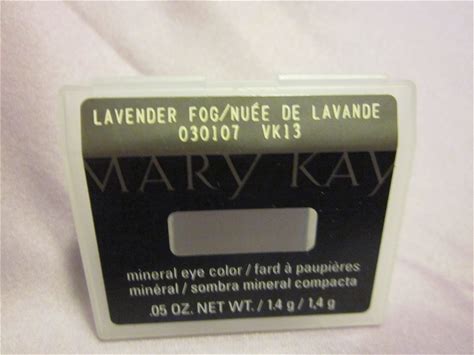 LAVENDER FOG/NUÉE DE LAVANDE
030107 VK13
MARY KAY
mineral eye color / fard à paupières
minéral / sombra mineral compacta
.05 OZ. NET WT. / 1.4 g / 1,4 g